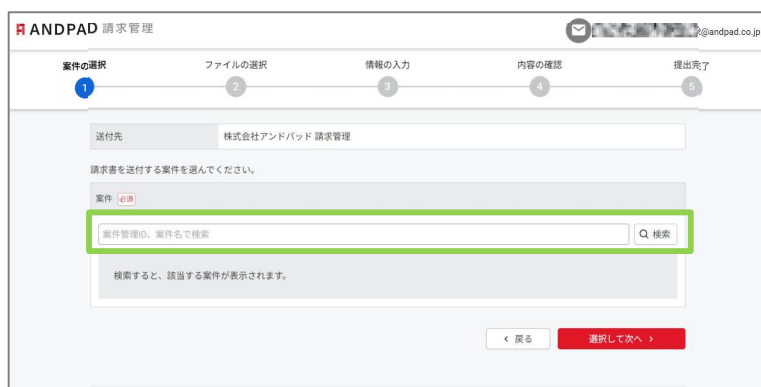 ANDPAD 請求管理
@andpad.co.jp
案件の選択 ファイルの選択 情報の入力 内容の確認 提出完了
1 2 3 4 5
送付先 株式会社アンドパッド 請求管理
請求書を送付する案件を選んでください。
案件 必須
案件管理ID、案件名で検索 検索
検索すると、該当する案件が表示されます。
戻る 選択して次へ